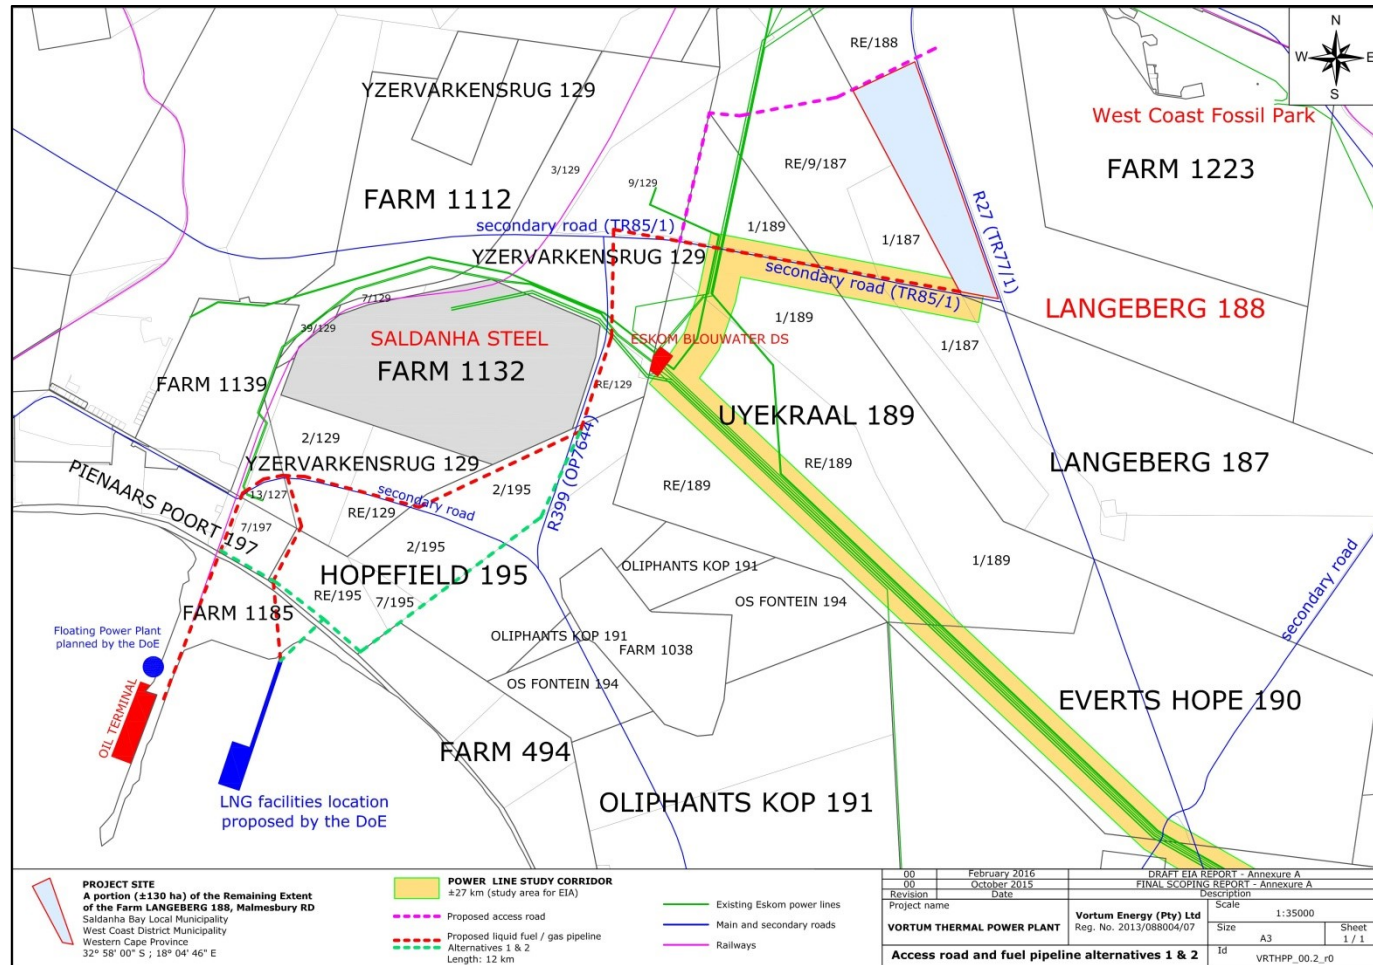 N
W E
S
RE/188
YZERVARKENSRUG 129
West Coast Fossil Park
FARM 1223
3/129
RE/9/187
9/129
FARM 1112
R27 (TR77/1)
secondary road (TR85/1)
1/189
1/187
YZERVARKENSRUG 129
secondary road (TR85/1)
7/129
LANGEBERG 188
39/129
1/189
SALDANHA STEEL
ESKOM BLOUWATER DS
1/187
FARM 1132
FARM 1139
RE/129
UYEKRAAL 189
2/129
R399 (OP7644)
YZERVARKENSRUG 129
RE/189
LANGEBERG 187
PIENAARS POORT 197
13/127
secondary road
2/195
RE/189
RE/129
7/197
2/195
1/189
HOPEFIELD 195
OLIPHANTS KOP 191
RE/195
7/195
OS FONTEIN 194
secondary road
FARM 1185
Floating Power Plant
planned by the DoE
OLIPHANTS KOP 191
FARM 1038
OS FONTEIN 194
EVERTS HOPE 190
OIL TERMINAL
FARM 494
LNG facilities location
proposed by the DoE
OLIPHANTS KOP 191
PROJECT SITE
A portion (±130 ha) of the Remaining Extent
of the Farm LANGEBERG 188, Malmesbury RD
Saldanha Bay Local Municipality
West Coast District Municipality
Western Cape Province
32º 58' 00" S ; 18º 04' 46" E
POWER LINE STUDY CORRIDOR
±27 km (study area for EIA)
Proposed access road
Proposed liquid fuel / gas pipeline
Alternatives 1 & 2
Length: 12 km
Existing Eskom power lines
Main and secondary roads
Railways
00 February 2016 DRAFT EIA REPORT - Annexure A
00 October 2015 FINAL SCOPING REPORT - Annexure A
Revision Date Description
Project name
VORTUM THERMAL POWER PLANT
Vortum Energy (Pty) Ltd
Reg. No. 2013/088004/07
Scale
1:35000
Size
A3
Sheet
1 / 1
Access road and fuel pipeline alternatives 1 & 2
Id
VRTHPP_00.2_r0